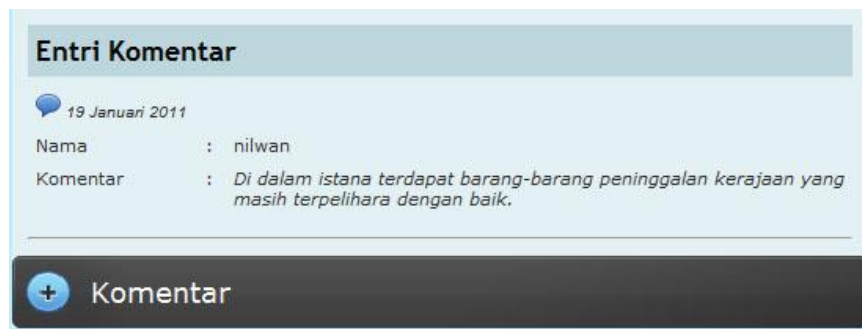 Entri Komentar
19 Januari 2011
Nama : nilwan
Komentar : Di dalam istana terdapat barang-barang peninggalan kerajaan yang
masih terpelihara dengan baik.
+ Komentar